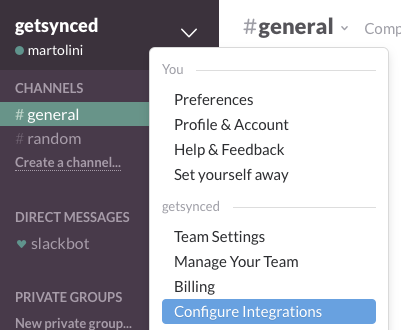 getsynced
martolini
CHANNELS
# general
# random
Create a channel...
DIRECT MESSAGES
♥ slackbot
PRIVATE GROUPS
New private group...
#general
Comp
You
Preferences
Profile & Account
Help & Feedback
Set yourself away
getsynced
Team Settings
Manage Your Team
Billing
Configure Integrations